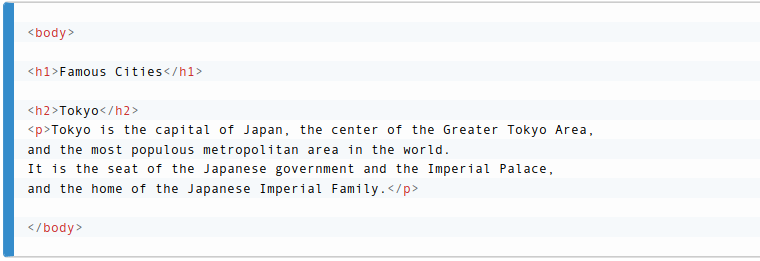 <body>
<h1>Famous Cities</h1>
<h2>Tokyo</h2>
<p>Tokyo is the capital of Japan, the center of the Greater Tokyo Area,
and the most populous metropolitan area in the world.
It is the seat of the Japanese government and the Imperial Palace,
and the home of the Japanese Imperial Family.</p>
</body>